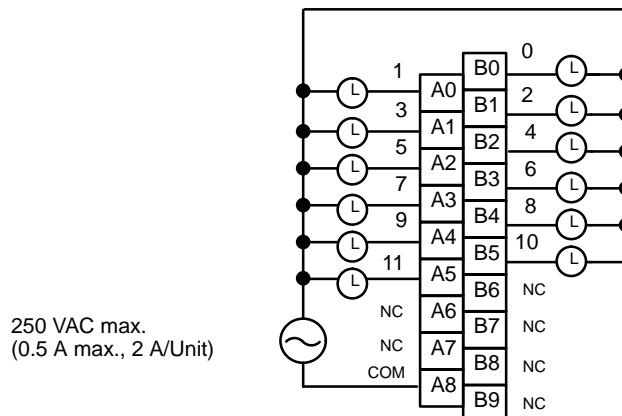 0
B0
L
1
L
A0
B1
2
L
3
L
A1
B2
4
L
5
L
A2
B3
6
L
7
L
A3
B4
8
L
9
L
A4
B5
10
L
11
L
A5
B6
NC
NC
A6
B7
NC
NC
A7
B8
NC
COM
A8
B9
NC
250 VAC max.
(0.5 A max., 2 A/Unit)